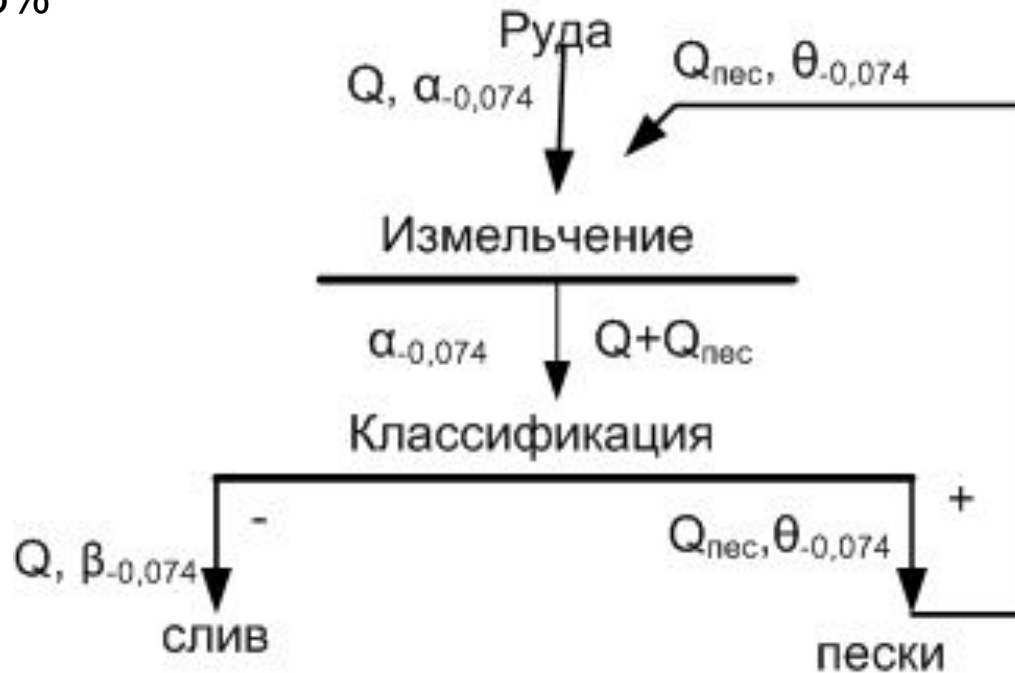 %
Руда
Q, α-0,074
Qпес, θ-0,074
Измельчение
α-0,074
Q+Qпес
Классификация
-
+
Q, β-0,074
Qпес,θ-0,074
слив
пески